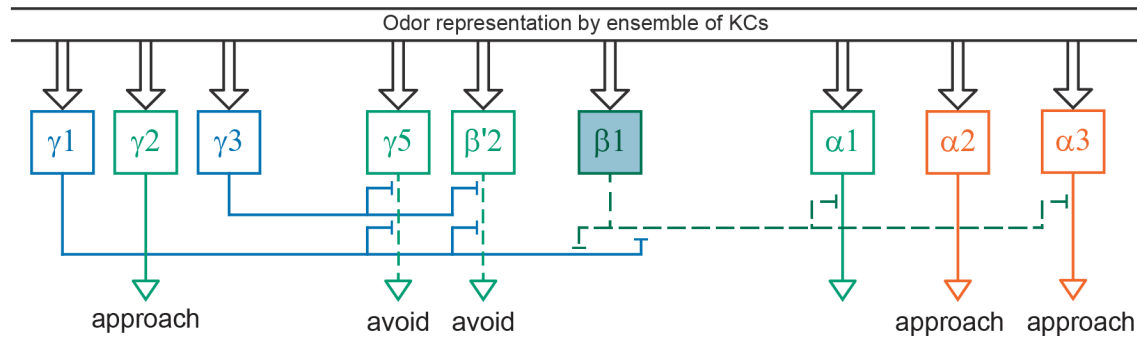 Odor representation by ensemble of KCs
γ1 γ2 γ3 γ5 β'2 β1 α1 α2 α3
approach avoid avoid approach approach